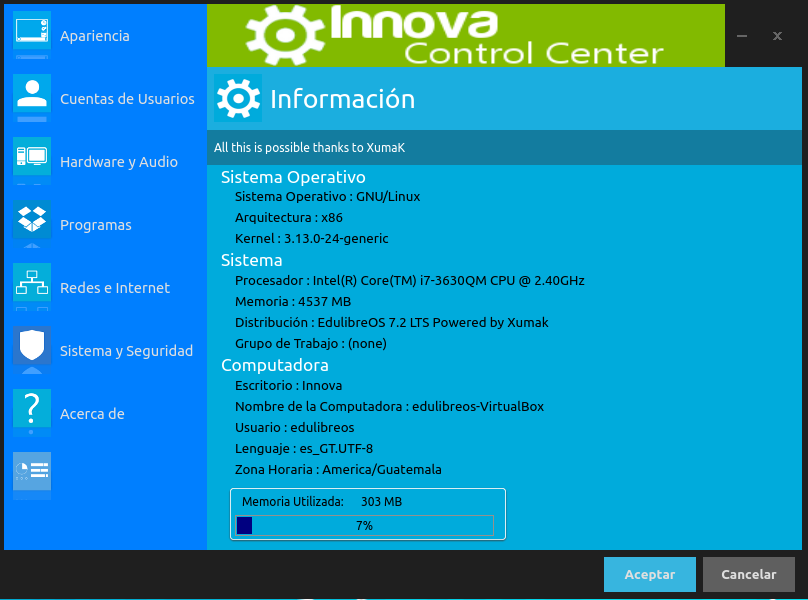 Innova
Control Center
Apariencia
Cuentas de Usuarios
Hardware y Audio
Programas
Redes e Internet
Sistema y Seguridad
Acerca de
Información
All this is possible thanks to XumaK
Sistema Operativo
Sistema Operativo : GNU/Linux
Arquitectura : x86
Kernel : 3.13.0-24-generic
Sistema
Procesador : Intel(R) Core(TM) i7-3630QM CPU @ 2.40GHz
Memoria : 4537 MB
Distribución : EdulibreOS 7.2 LTS Powered by Xumak
Grupo de Trabajo : (none)
Computadora
Escritorio : Innova
Nombre de la Computadora : edulibreos-VirtualBox
Usuario : edulibreos
Lenguaje : es_GT.UTF-8
Zona Horaria : America/Guatemala
Memoria Utilizada: 303 MB
7%
Aceptar Cancelar